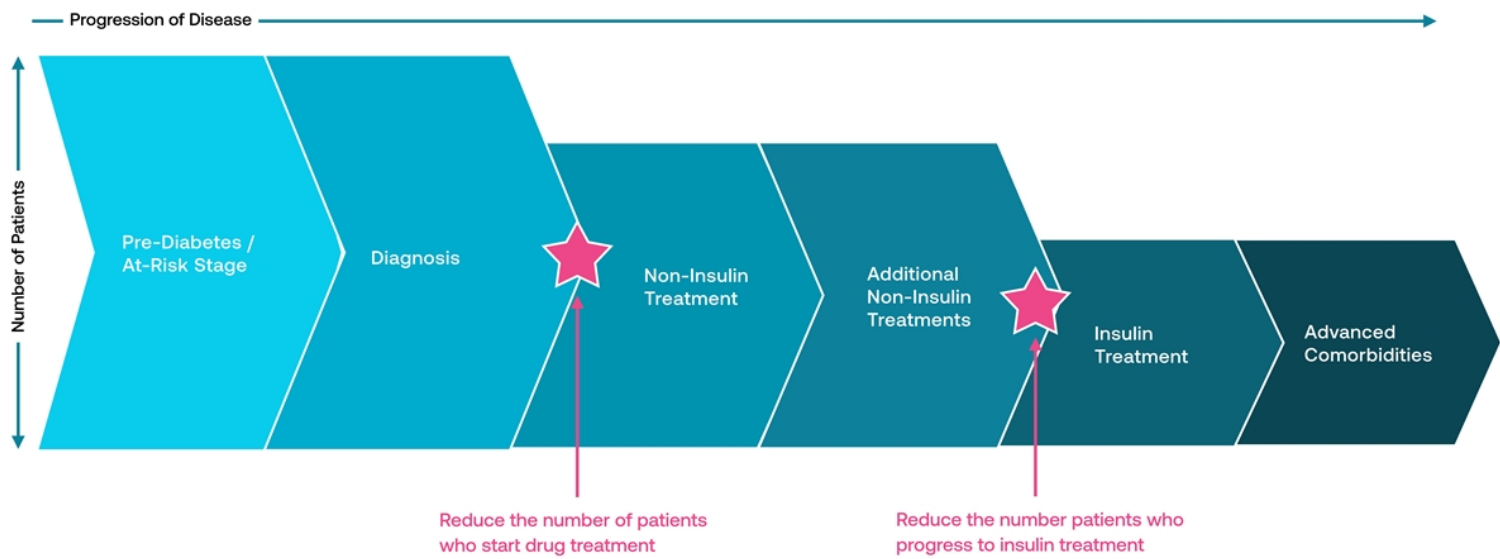 Progression of Disease
Number of Patients
Pre-Diabetes /
At-Risk Stage
Diagnosis
Non-Insulin
Treatment
Additional
Non-Insulin
Treatments
Insulin
Treatment
Advanced
Comorbidities
Reduce the number of patients
who start drug treatment
Reduce the number patients who
progress to insulin treatment